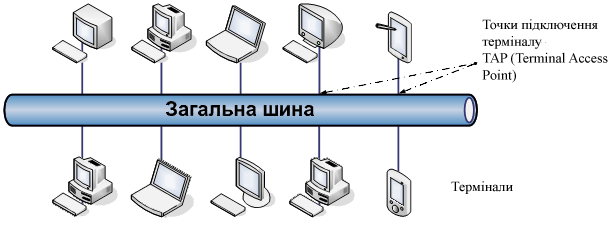 Точки підключення
терміналу
TAP (Terminal Access
Point)
Загальна шина
Термінали